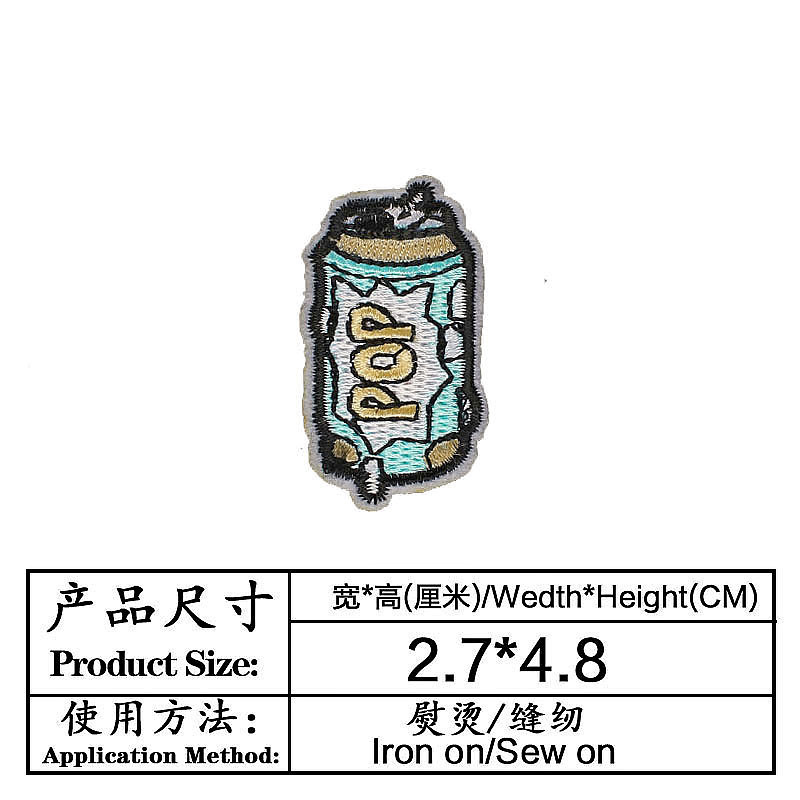 POP
产品尺寸
Product Size:
宽*高(厘米)/Wedth*Height(CM)
2.7*4.8
使用方法：
Application Method:
熨烫/缝纫
Iron on/Sew on